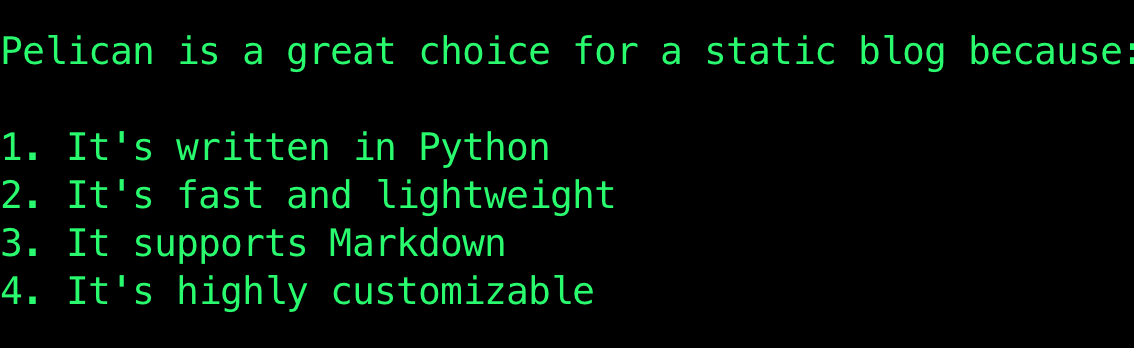 Pelican is a great choice for a static blog because:
1. It's written in Python
2. It's fast and lightweight
3. It supports Markdown
4. It's highly customizable